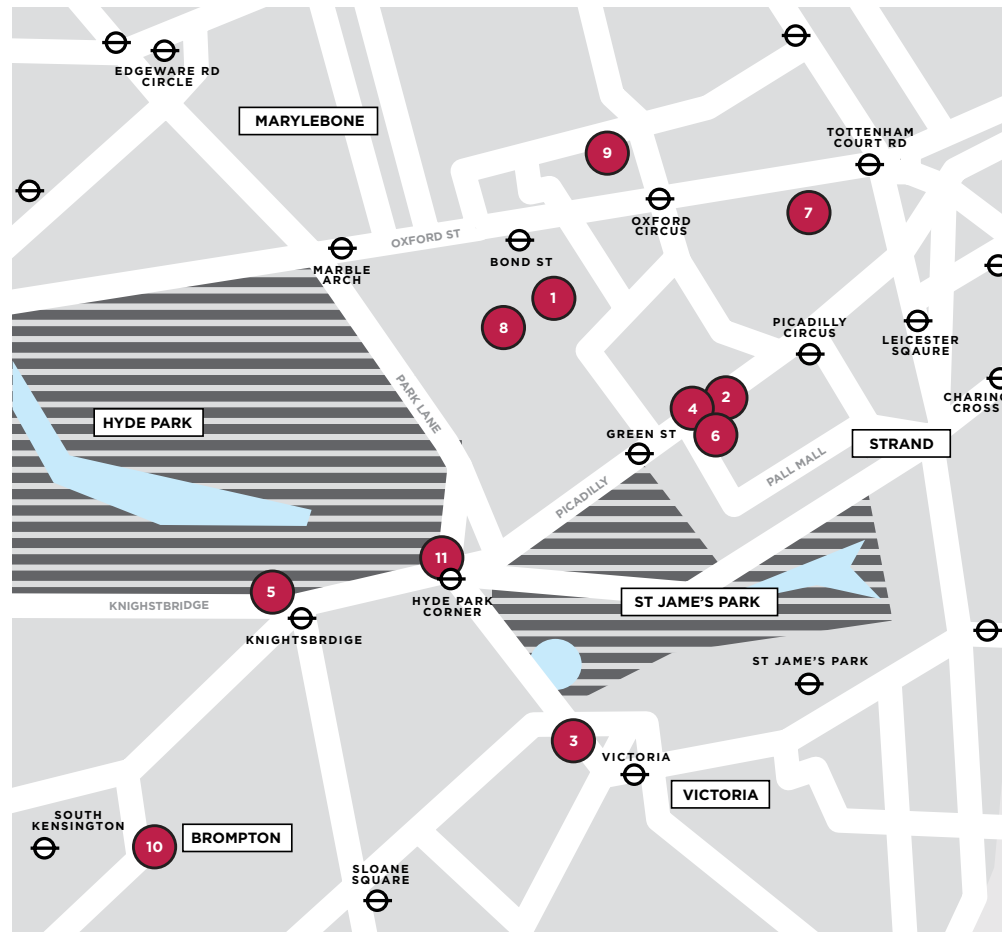 EDGEWARE RD
CIRCLE
MARYLEBONE
TOTTENHAM
COURT RD
9
7
OXFORD
CIRCUS
OXFORD ST
BOND ST
MARBLE
ARCH
1
8
PICADILLY
CIRCUS
LEICESTER
SQAURE
PARK LANE
2
4
6
CHARING
CROSS
HYDE PARK
GREEN ST
STRAND
PALL MALL
PICADILLY
11
5
HYDE PARK
CORNER
ST JAME'S PARK
KNIGHSTBRIDGE
KNIGHTSBRDIGE
ST JAME'S PARK
3
VICTORIA
VICTORIA
SOUTH
KENSINGTON
10
BROMPTON
SLOANE
SQUARE